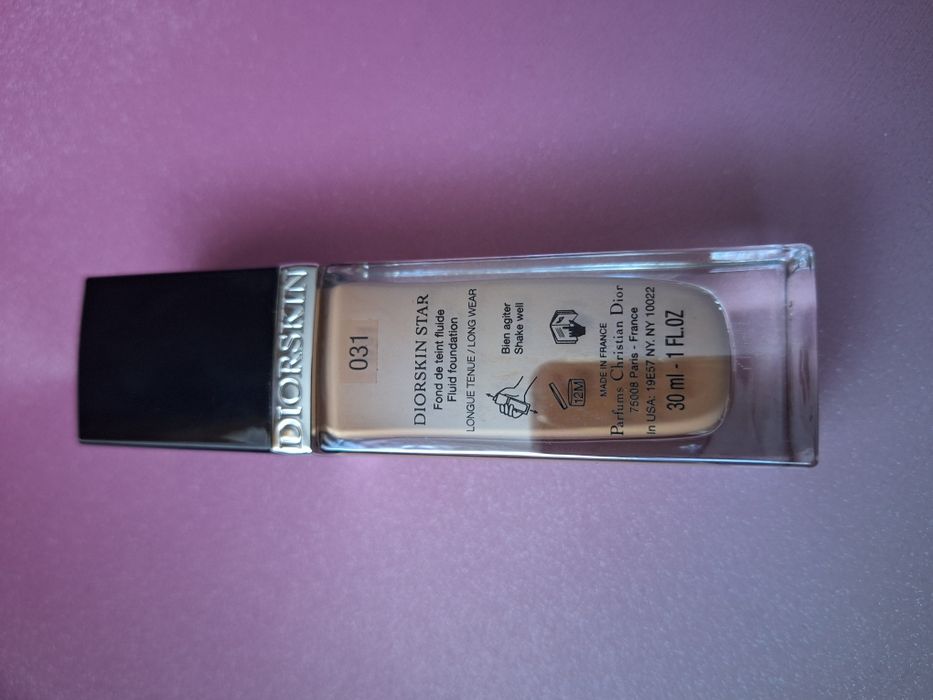 DIORSKIN
031
DIORSKIN STAR
Fond de teint fluide
Fluid foundation
LONGUE TENUE / LONG WEAR
Bien agiter
Shake well
12M
MADE IN FRANCE
Parfums Christian Dior
75008 Paris - France
In USA: 19E57 NY. NY 10022
30 ml - 1 FL.OZ